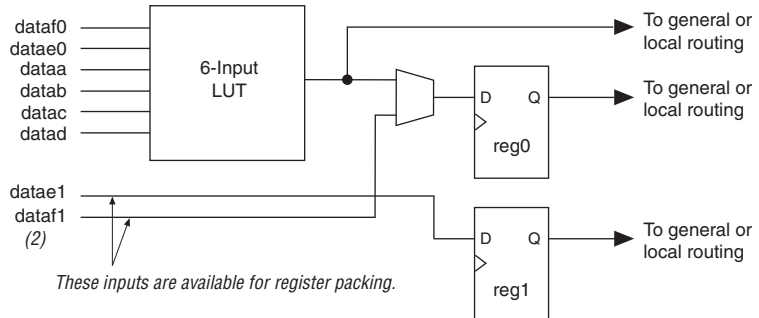 dataf0
datae0
dataa
datab
datac
datad
6-Input
LUT
To general or
local routing
D Q
reg0
To general or
local routing
datae1
dataf1
(2)
D Q
reg1
To general or
local routing
These inputs are available for register packing.